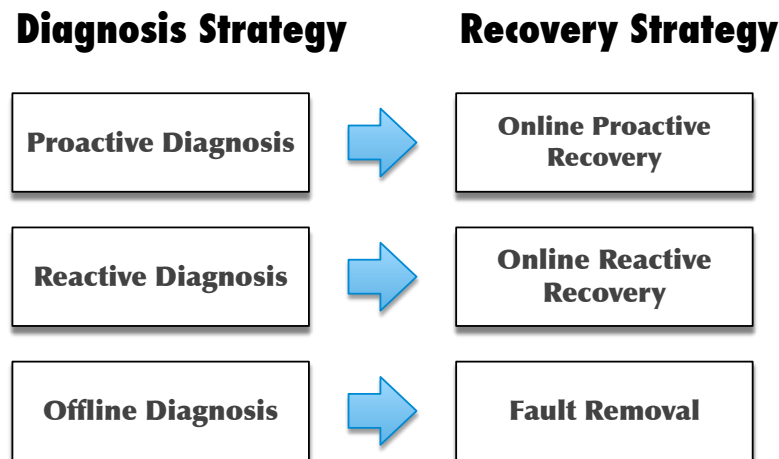 Diagnosis Strategy
Recovery Strategy
Proactive Diagnosis
Online Proactive
Recovery
Reactive Diagnosis
Online Reactive
Recovery
Offline Diagnosis
Fault Removal